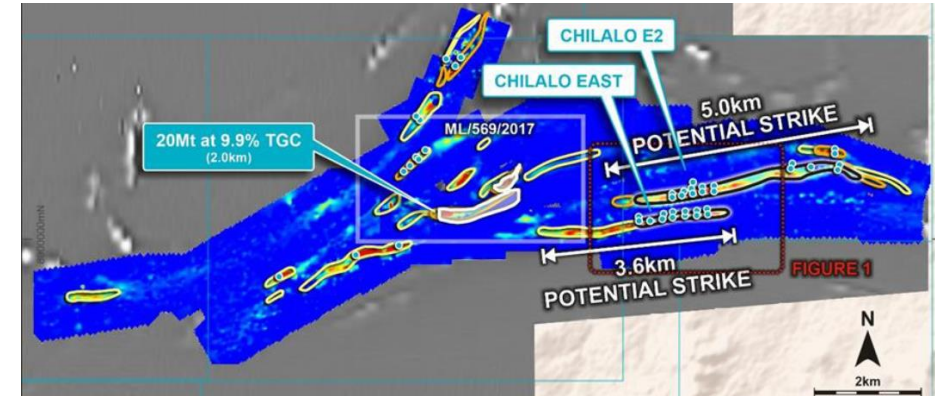 CHILALO E2
CHILALO EAST
5.0km
POTENTIAL STRIKE
ML/569/2017
20Mt at 9.9% TGC
(2.0km)
3.6km
POTENTIAL STRIKE
FIGURE 1
N
2km